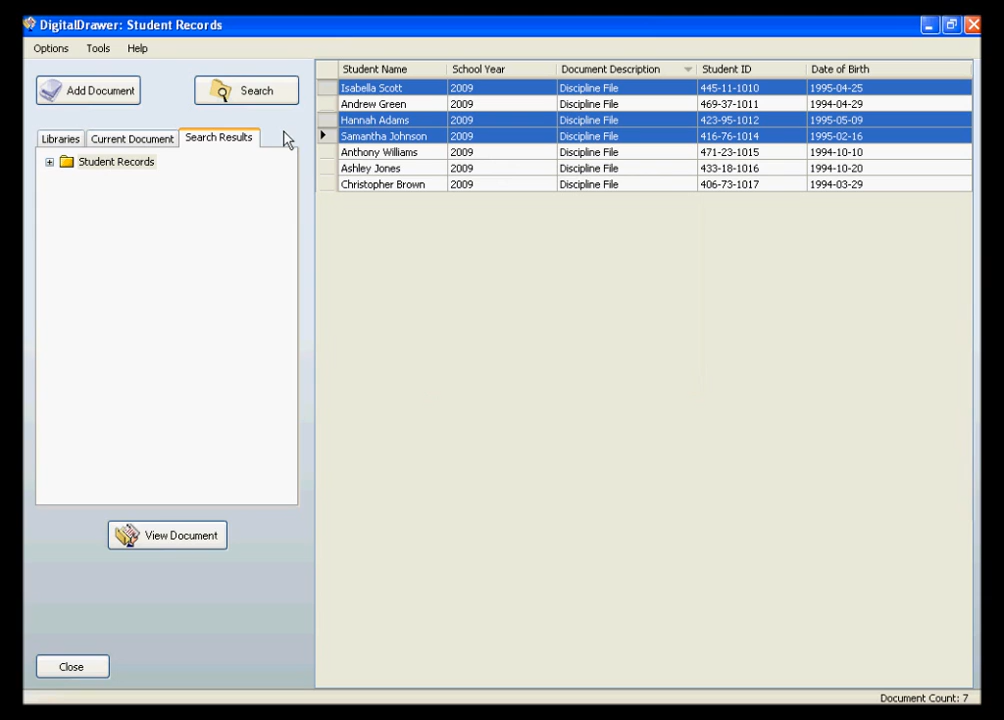 DigitalDrawer: Student Records
Options Tools Help
Add Document Search
Libraries Current Document Search Results
Student Records
View Document
Close
Student Name School Year Document Description Student ID Date of Birth
Isabella Scott 2009 Discipline File 445-11-1010 1995-04-25
Andrew Green 2009 Discipline File 469-37-1011 1994-04-29
Hannah Adams 2009 Discipline File 423-95-1012 1995-05-09
Samantha Johnson 2009 Discipline File 416-76-1014 1995-02-16
Anthony Williams 2009 Discipline File 471-23-1015 1994-10-10
Ashley Jones 2009 Discipline File 433-18-1016 1994-10-20
Christopher Brown 2009 Discipline File 406-73-1017 1994-03-29
Document Count: 7